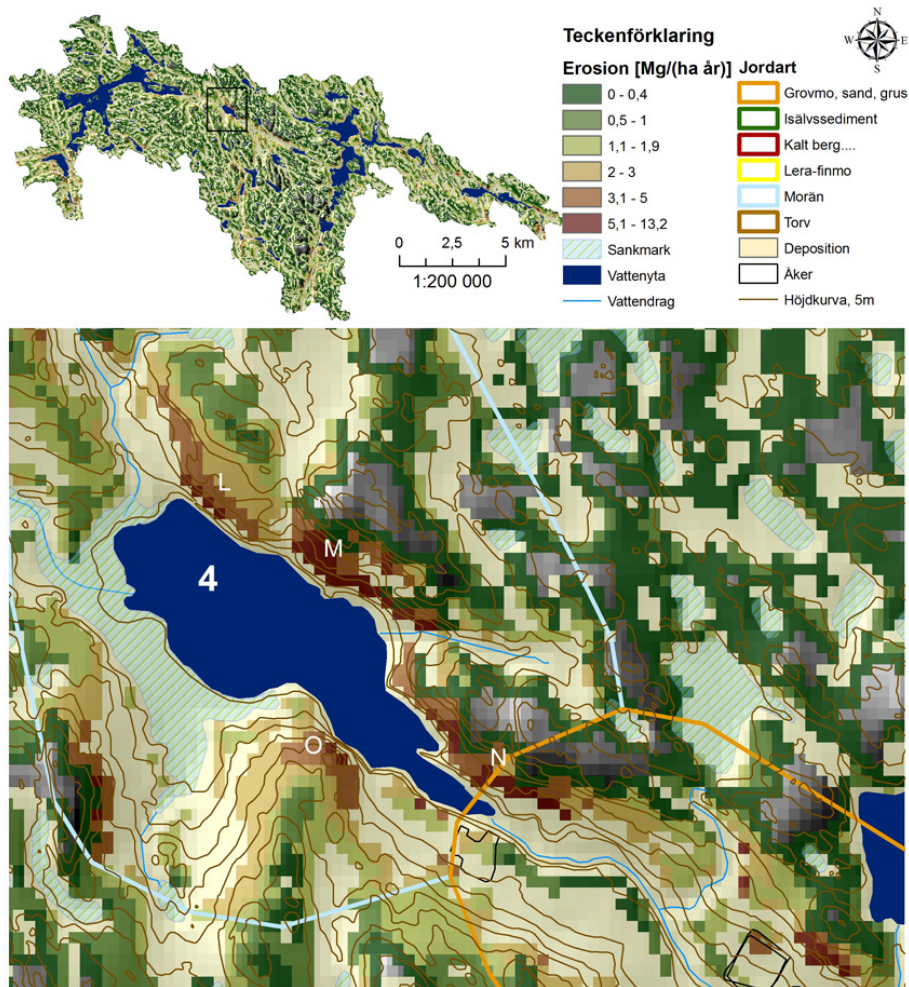 N
W
E
S
Teckenförklaring
Erosion [Mg/(ha år)]
0 - 0,4
0,5 - 1
1,1 - 1,9
2 - 3
3,1 - 5
5,1 - 13,2
Sankmark
Vattenyta
Vattendrag
Jordart
Grovmo, sand, grus
Isälvssediment
Kalt berg....
Lera-finmo
Morän
Torv
Deposition
Åker
Höjdkurva, 5m
0 2,5 5 km
1:200 000
L
M
4
O
N